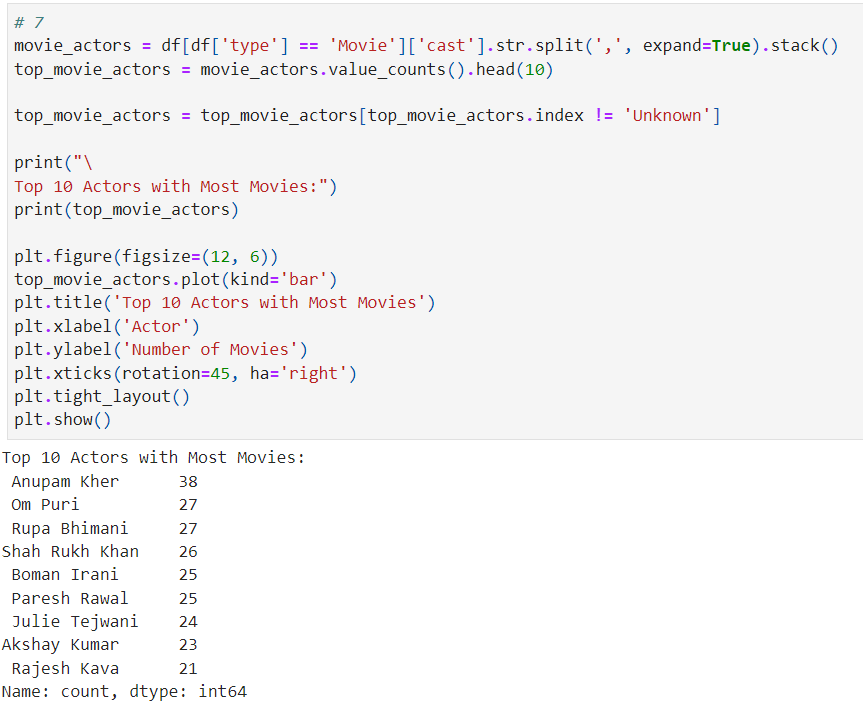 # 7
movie_actors = df[df['type'] == 'Movie']['cast'].str.split(',', expand=True).stack()
top_movie_actors = movie_actors.value_counts().head(10)

top_movie_actors = top_movie_actors[top_movie_actors.index != 'Unknown']

print("\
Top 10 Actors with Most Movies:")
print(top_movie_actors)

plt.figure(figsize=(12, 6))
top_movie_actors.plot(kind='bar')
plt.title('Top 10 Actors with Most Movies')
plt.xlabel('Actor')
plt.ylabel('Number of Movies')
plt.xticks(rotation=45, ha='right')
plt.tight_layout()
plt.show()
Top 10 Actors with Most Movies:
 Anupam Kher      38
 Om Puri          27
 Rupa Bhimani     27
Shah Rukh Khan    26
 Boman Irani      25
 Paresh Rawal     25
 Julie Tejwani    24
Akshay Kumar      23
 Rajesh Kava      21
Name: count, dtype: int64